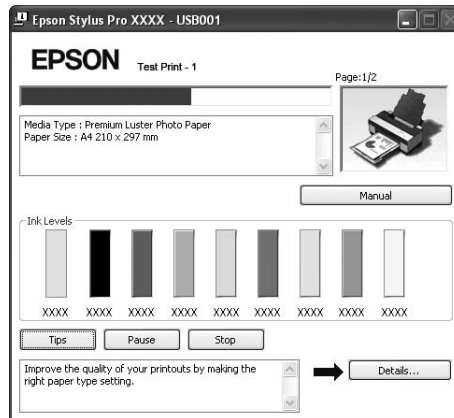 Epson Stylus Pro XXXX - USB001
EPSON Test Print - 1
Page:1/2
Media Type : Premium Luster Photo Paper
Paper Size : A4 210 x 297 mm
Manual
Ink Levels
XXXX XXXX XXXX XXXX XXXX XXXX XXXX XXXX XXXX
Tips Pause Stop
Improve the quality of your printouts by making the
right paper type setting.
Details...